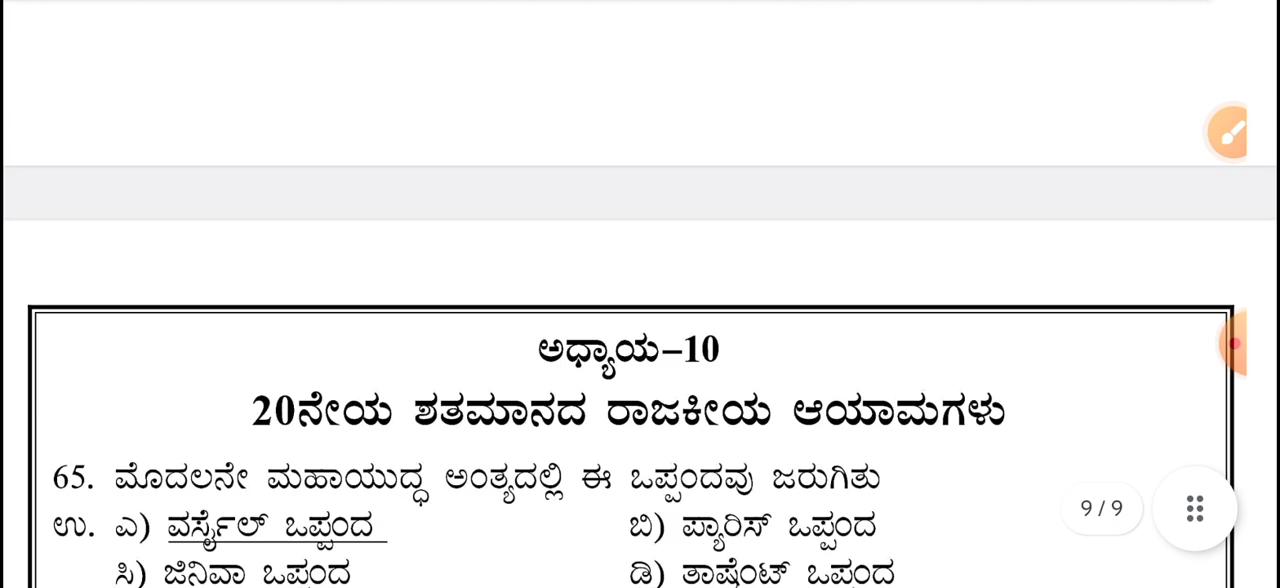 ಅಧ್ಯಾಯ–10
20ನೇಯ ಶತಮಾನದ ರಾಜಕೀಯ ಆಯಾಮಗಳು
65. ಮೊದಲನೇ ಮಹಾಯುದ್ಧ ಅಂತ್ಯದಲ್ಲಿ ಈ ಒಪ್ಪಂದವು ಜರುಗಿತು
ಉ. ಎ) ವರ್ಸೈಲ್ ಒಪ್ಪಂದ ಬಿ) ಪ್ಯಾರಿಸ್ ಒಪ್ಪಂದ
9 / 9
ಸಿ) ಜಿನಿವಾ ಒಪ್ಪಂದ ಡಿ) ತಾಷ್ಕೆಂಟ್ ಒಪ್ಪಂದ